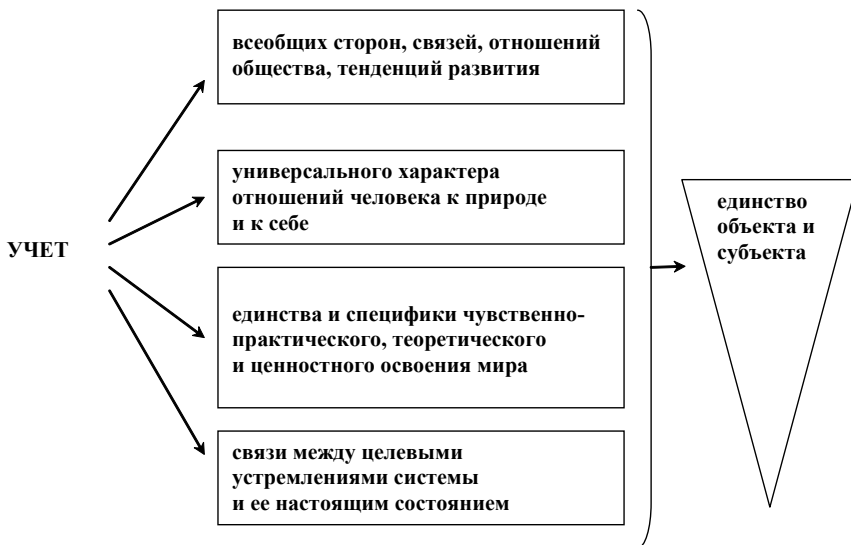 УЧЕТ
всеобщих сторон, связей, отношений
общества, тенденций развития
универсального характера
отношений человека к природе
и к себе
единства и специфики чувственно-
практического, теоретического
и ценностного освоения мира
связи между целевыми
устремлениями системы
и ее настоящим состоянием
единство
объекта и
субъекта